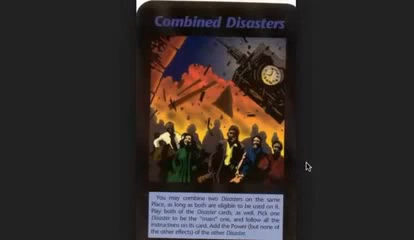 Combined Disasters
You may combine two Disasters on the same
Place, as long as both are eligible to be used on it.
Play both of the Disaster cards, as well. Pick one
Disaster to be the "main" one, and follow all the
instructions on its card. Add the Power (but none of
the other effects) of the other Disaster.